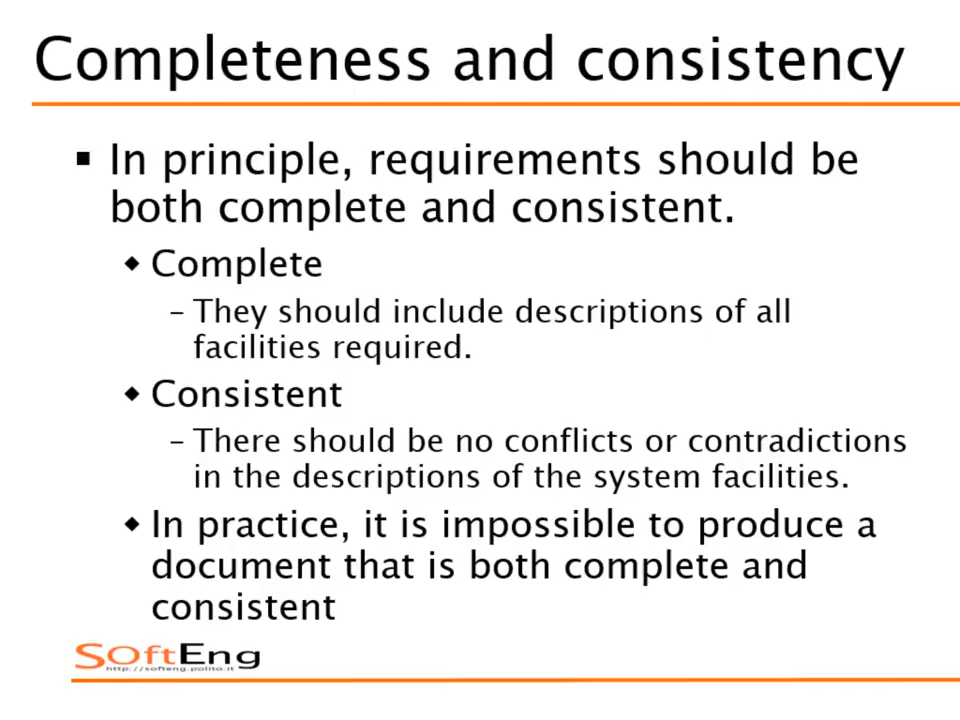 Completeness and consistency
▪ In principle, requirements should be
both complete and consistent.
◆ Complete
– They should include descriptions of all
facilities required.
◆ Consistent
– There should be no conflicts or contradictions
in the descriptions of the system facilities.
◆ In practice, it is impossible to produce a
document that is both complete and
consistent
SOftEng
http://softeng.polito.it